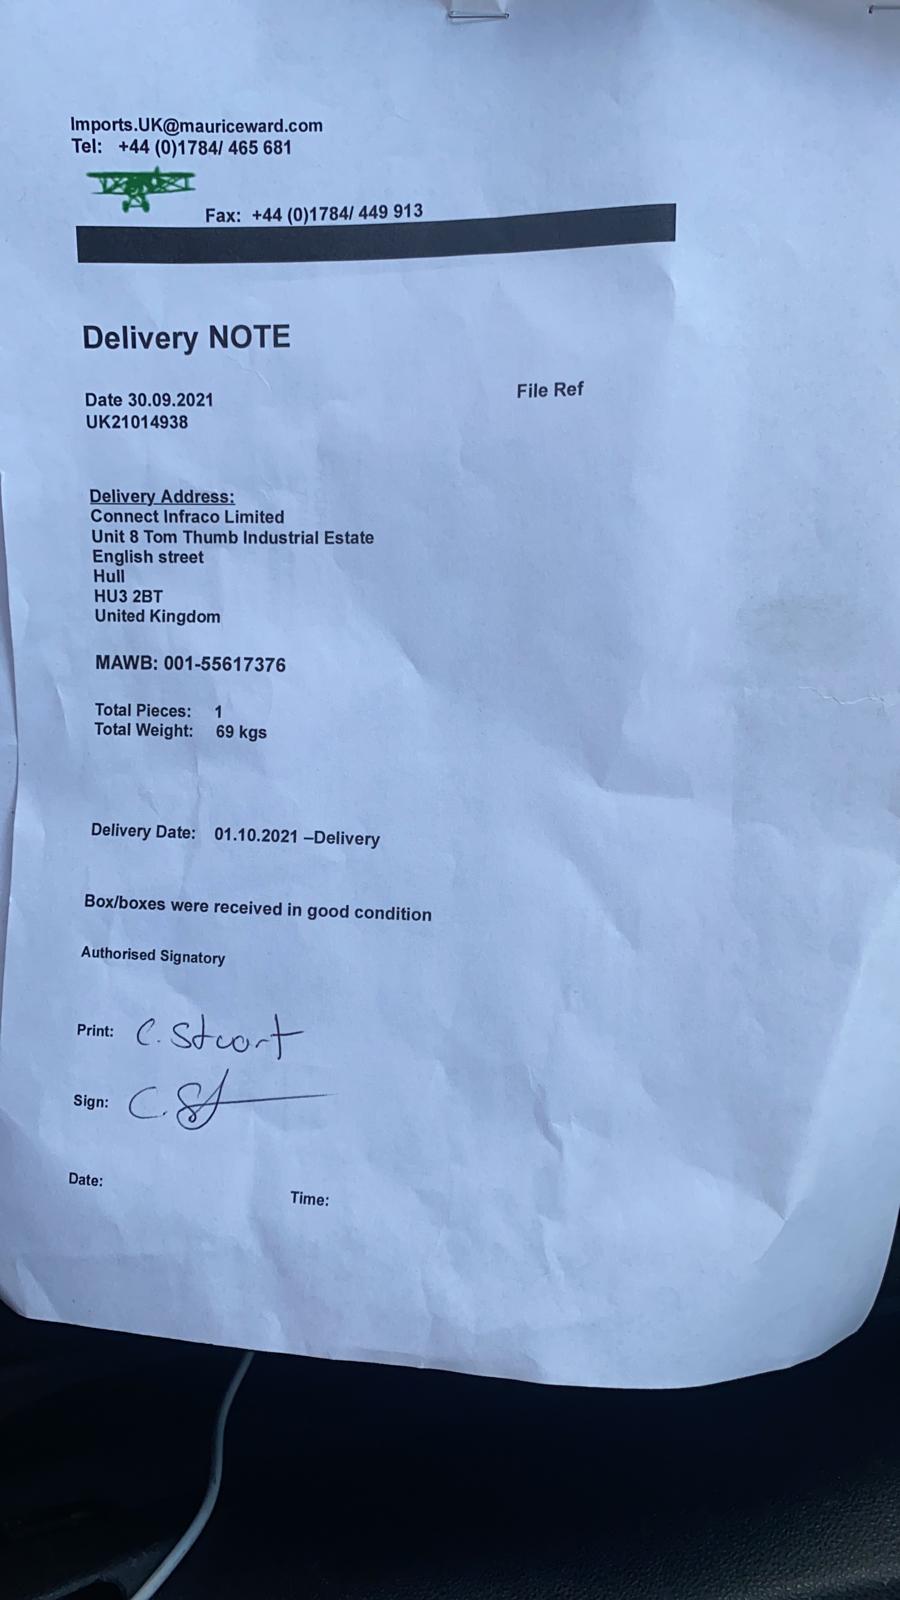 Imports.UK@mauriceward.com
Tel: +44 (0)1784/ 465 681
Fax: +44 (0)1784/ 449 913
Delivery NOTE
Date 30.09.2021
File Ref
UK21014938
Delivery Address:
Connect Infraco Limited
Unit 8 Tom Thumb Industrial Estate
English street
Hull
HU3 2BT
United Kingdom
MAWB: 001-55617376
Total Pieces: 1
Total Weight: 69 kgs
Delivery Date: 01.10.2021 –Delivery
Box/boxes were received in good condition
Authorised Signatory
Print: C. Stuart
Sign: C. St
Date:
Time: